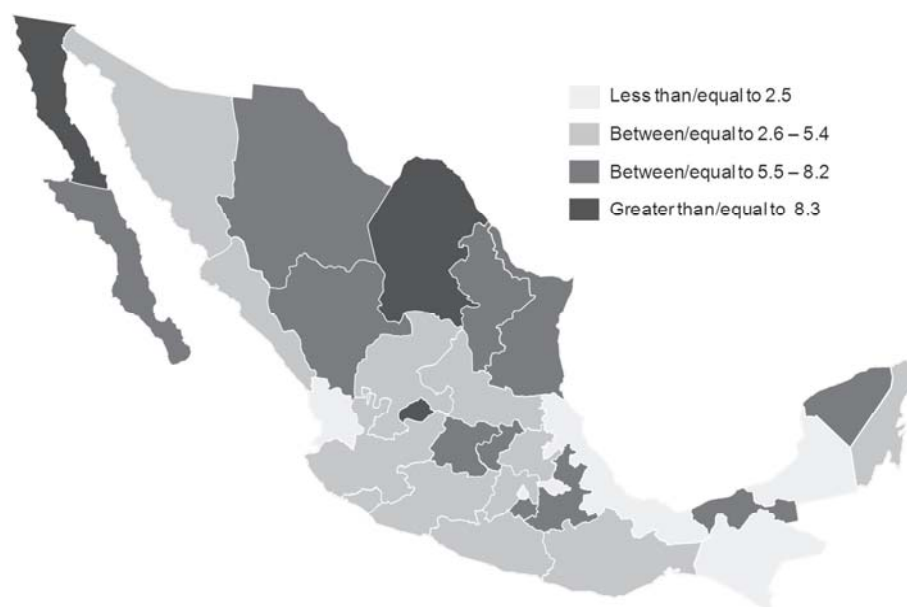 Less than/equal to 2.5
Between/equal to 2.6 – 5.4
Between/equal to 5.5 – 8.2
Greater than/equal to 8.3